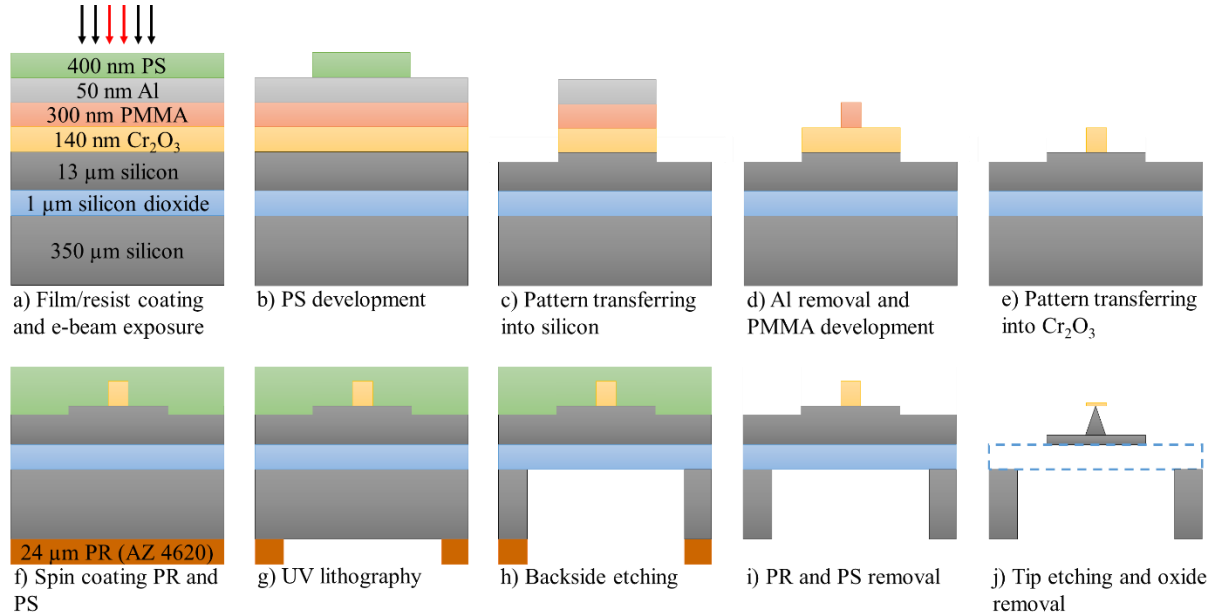 400 nm PS
50 nm Al
300 nm PMMA
140 nm Cr₂O₃
13 µm silicon
1 µm silicon dioxide
350 µm silicon
a) Film/resist coating
and e-beam exposure
b) PS development
c) Pattern transferring
into silicon
d) Al removal and
PMMA development
e) Pattern transferring
into Cr₂O₃
24 µm PR (AZ 4620)
f) Spin coating PR and
PS
g) UV lithography
h) Backside etching
i) PR and PS removal
j) Tip etching and oxide
removal